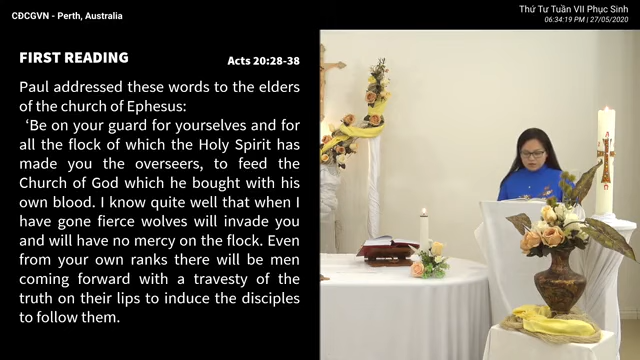 CĐCGVN - Perth, Australia
Thứ Tư Tuần VII Phục Sinh
06:34:19 PM | 27/05/2020
FIRST READING
Acts 20:28-38
Paul addressed these words to the elders
of the church of Ephesus:
‘Be on your guard for yourselves and for
all the flock of which the Holy Spirit has
made you the overseers, to feed the
Church of God which he bought with his
own blood. I know quite well that when I
have gone fierce wolves will invade you
and will have no mercy on the flock. Even
from your own ranks there will be men
coming forward with a travesty of the
truth on their lips to induce the disciples
to follow them.